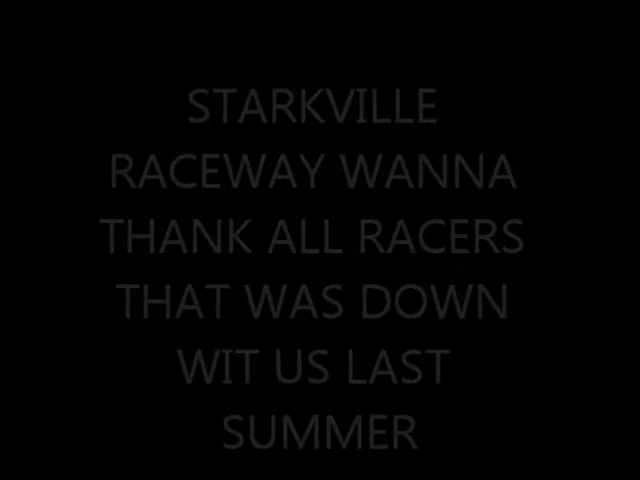 STARKVILLE
RACEWAY WANNA
THANK ALL RACERS
THAT WAS DOWN
WIT US LAST
SUMMER